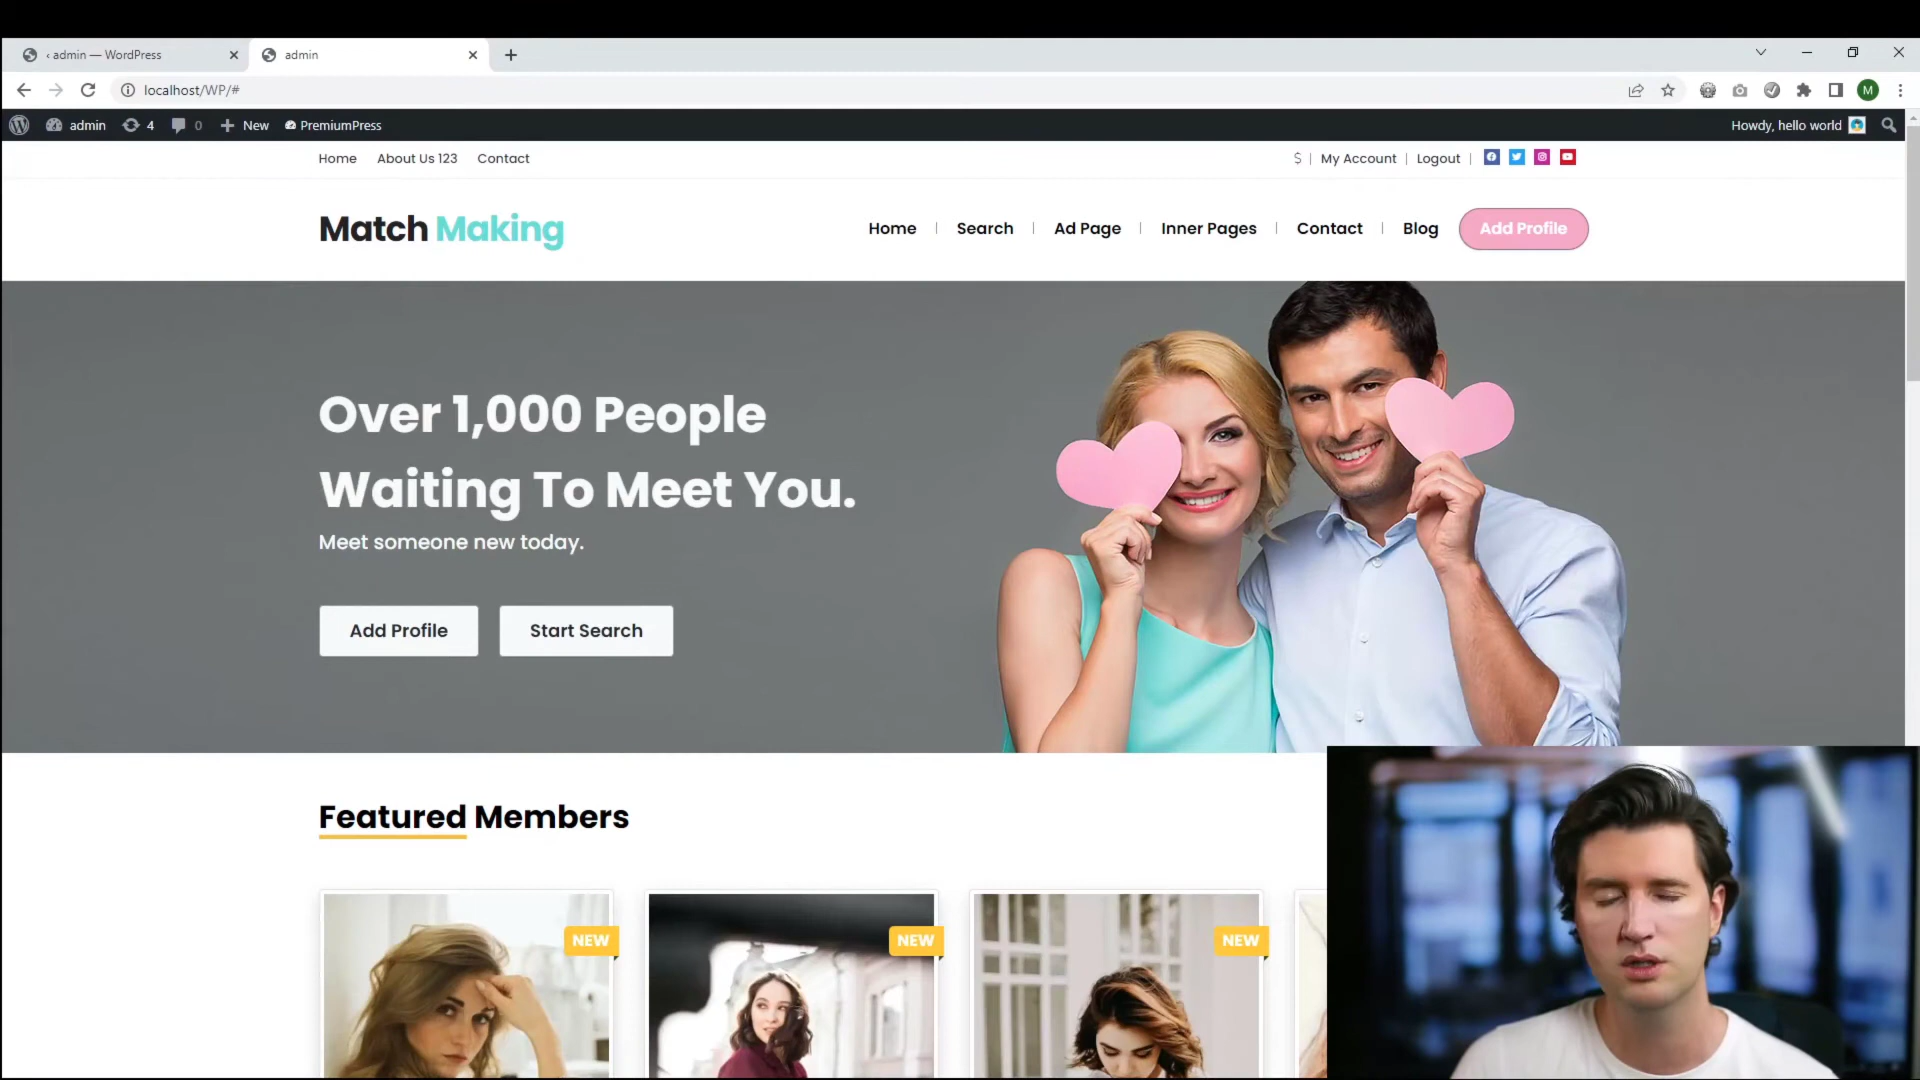 ‹ admin — WordPress
admin
localhost/WP/#
M
admin 4 0 New PremiumPress
Howdy, hello world
Home About Us 123 Contact
$ | My Account | Logout |
Match Making
Home Search Ad Page Inner Pages Contact Blog Add Profile
Over 1,000 People
Waiting To Meet You.
Meet someone new today.
Add Profile Start Search
Featured Members
NEW NEW NEW